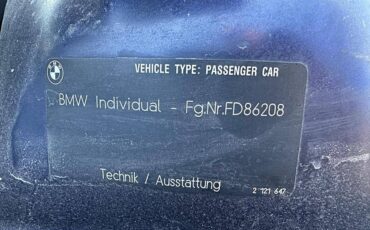 VEHICLE TYPE: PASSENGER CAR
BMW Individual - Fg.Nr.FD86208
Technik / Ausstattung
2 121 647